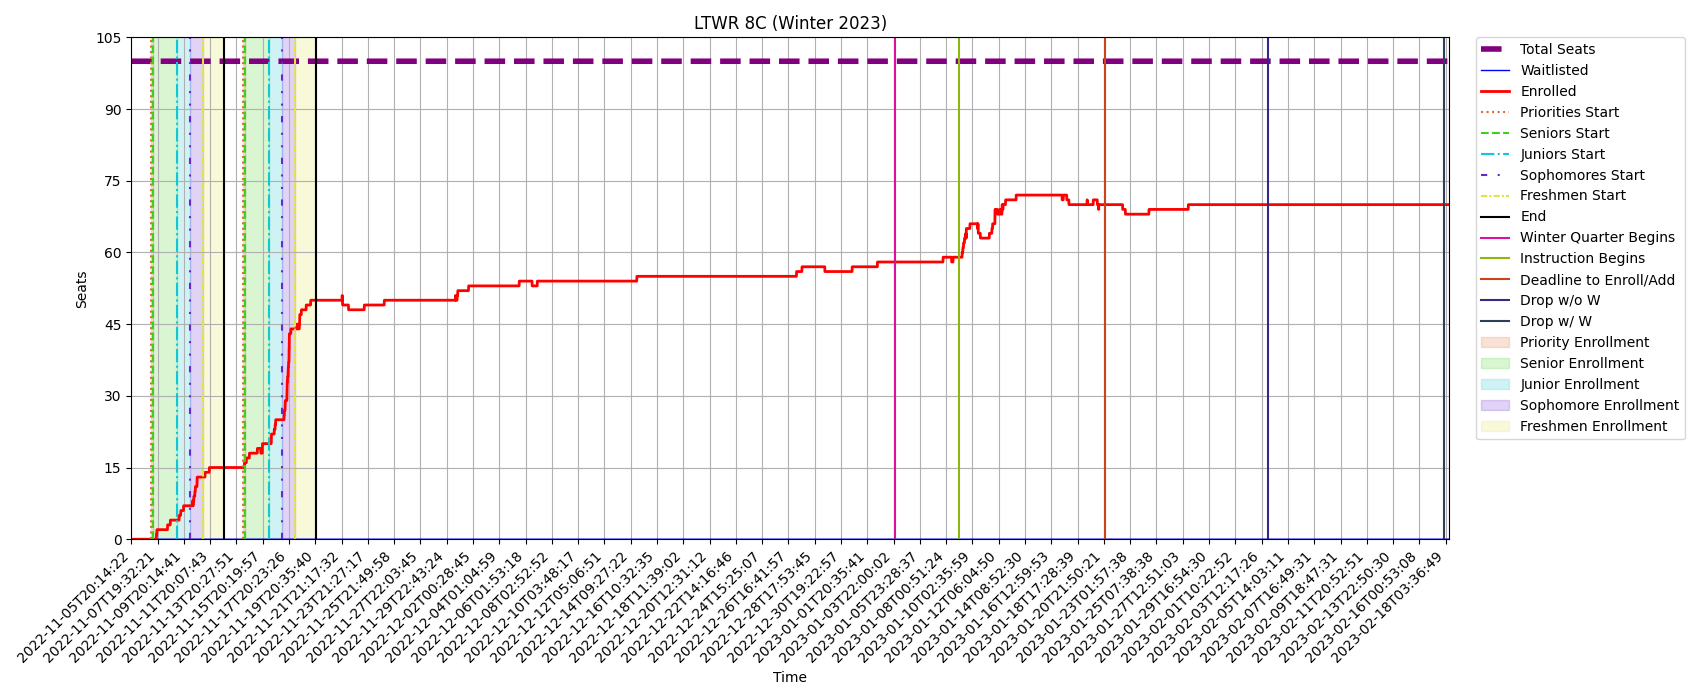 LTWR 8C (Winter 2023)
105
90
75
60
45
30
15
0
Seats
2022-11-05T20:14:22
2022-11-07T19:32:21
2022-11-09T20:14:41
2022-11-11T20:07:43
2022-11-13T20:27:51
2022-11-15T20:19:57
2022-11-17T20:23:26
2022-11-19T20:35:40
2022-11-21T21:17:32
2022-11-23T21:27:17
2022-11-25T21:49:58
2022-11-27T22:03:45
2022-11-29T22:43:24
2022-12-02T00:28:45
2022-12-04T01:04:59
2022-12-06T01:53:18
2022-12-08T02:52:52
2022-12-10T03:48:17
2022-12-12T05:06:51
2022-12-14T09:27:22
2022-12-16T10:32:35
2022-12-18T11:39:02
2022-12-20T12:31:12
2022-12-22T14:16:46
2022-12-24T15:25:07
2022-12-26T16:41:57
2022-12-28T17:53:45
2022-12-30T19:22:57
2023-01-01T20:35:41
2023-01-03T22:00:02
2023-01-05T23:28:37
2023-01-08T00:51:24
2023-01-10T02:35:59
2023-01-12T06:04:50
2023-01-14T08:52:30
2023-01-16T12:59:53
2023-01-18T17:28:39
2023-01-20T21:50:21
2023-01-23T01:57:38
2023-01-25T07:38:38
2023-01-27T12:51:03
2023-01-29T16:54:30
2023-02-01T10:22:52
2023-02-03T12:17:26
2023-02-05T14:03:11
2023-02-07T16:49:31
2023-02-09T18:47:31
2023-02-11T20:52:51
2023-02-13T22:50:30
2023-02-16T00:53:08
2023-02-18T03:36:49
Time
Total Seats
Waitlisted
Enrolled
Priorities Start
Seniors Start
Juniors Start
Sophomores Start
Freshmen Start
End
Winter Quarter Begins
Instruction Begins
Deadline to Enroll/Add
Drop w/o W
Drop w/ W
Priority Enrollment
Senior Enrollment
Junior Enrollment
Sophomore Enrollment
Freshmen Enrollment